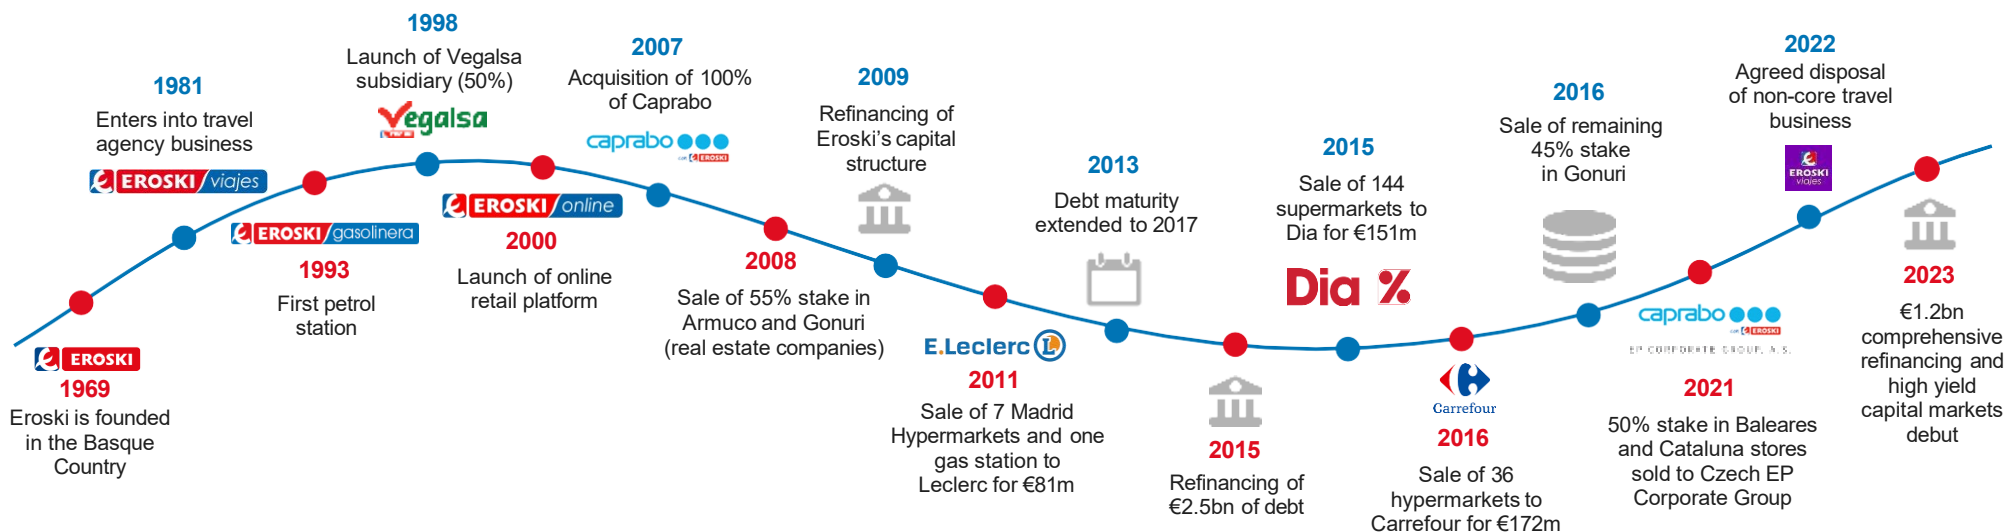 1969
Eroski is founded
in the Basque
Country
EROSKI
1981
Enters into travel
agency business
EROSKI/viajes
EROSKI/gasolinera
1993
First petrol
station
1998
Launch of Vegalsa
subsidiary (50%)
Vegalsa
EROSKI/online
2000
Launch of online
retail platform
2007
Acquisition of 100%
of Caprabo
caprabo
EROSKI
2008
Sale of 55% stake in
Armuco and Gonuri
(real estate companies)
2009
Refinancing of
Eroski’s capital
structure
E.Leclerc L
2011
Sale of 7 Madrid
Hypermarkets and one
gas station to
Leclerc for €81m
2013
Debt maturity
extended to 2017
2015
Refinancing of
€2.5bn of debt
2015
Sale of 144
supermarkets to
Dia for €151m
Dia %
Carrefour
2016
Sale of 36
hypermarkets to
Carrefour for €172m
2016
Sale of remaining
45% stake
in Gonuri
caprabo
EROSKI
EP CORPORATE GROUP, A.S.
2021
50% stake in Baleares
and Cataluna stores
sold to Czech EP
Corporate Group
2022
Agreed disposal
of non-core travel
business
EROSKI
viajes
2023
€1.2bn
comprehensive
refinancing and
high yield
capital markets
debut